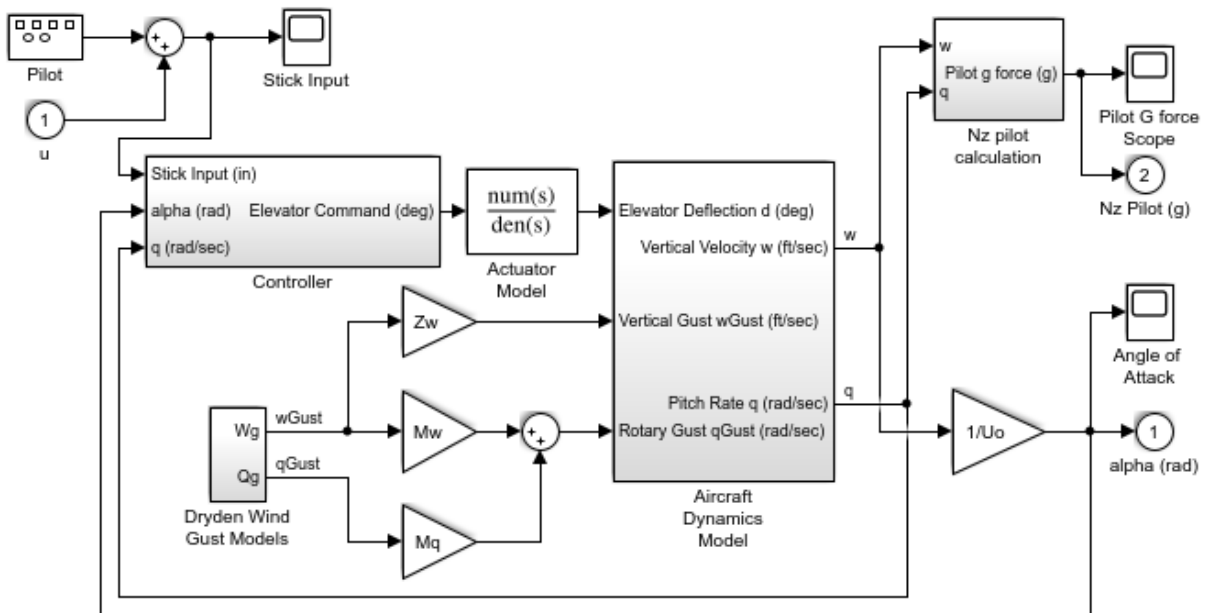 Pilot
+
+
Stick Input
1
u
w
Pilot g force (g)
q
Nz pilot
calculation
Pilot G force
Scope
2
Nz Pilot (g)
Stick Input (in)
alpha (rad)
Elevator Command (deg)
q (rad/sec)
Controller
num(s)
den(s)
Actuator
Model
Elevator Deflection d (deg)
Vertical Velocity w (ft/sec)
Vertical Gust wGust (ft/sec)
Pitch Rate q (rad/sec)
Rotary Gust qGust (rad/sec)
Aircraft
Dynamics
Model
w
q
Zw
Mw
Mq
+
+
Wg
Qg
wGust
qGust
Dryden Wind
Gust Models
1/Uo
Angle of
Attack
1
alpha (rad)